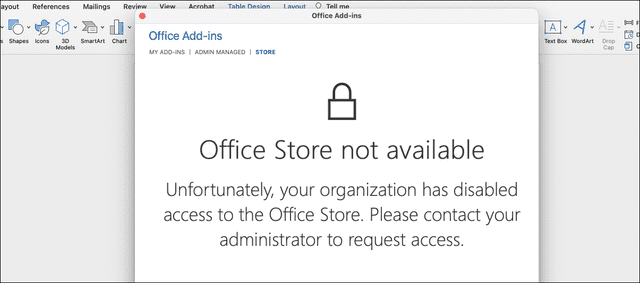 ayout References Mailings Review View Acrobat Table Design Layout Tell me
Office Add-ins
Shapes Icons 3D Models SmartArt Chart Text Box WordArt Drop Cap
Office Add-ins
MY ADD-INS | ADMIN MANAGED | STORE
Office Store not available
Unfortunately, your organization has disabled
access to the Office Store. Please contact your
administrator to request access.